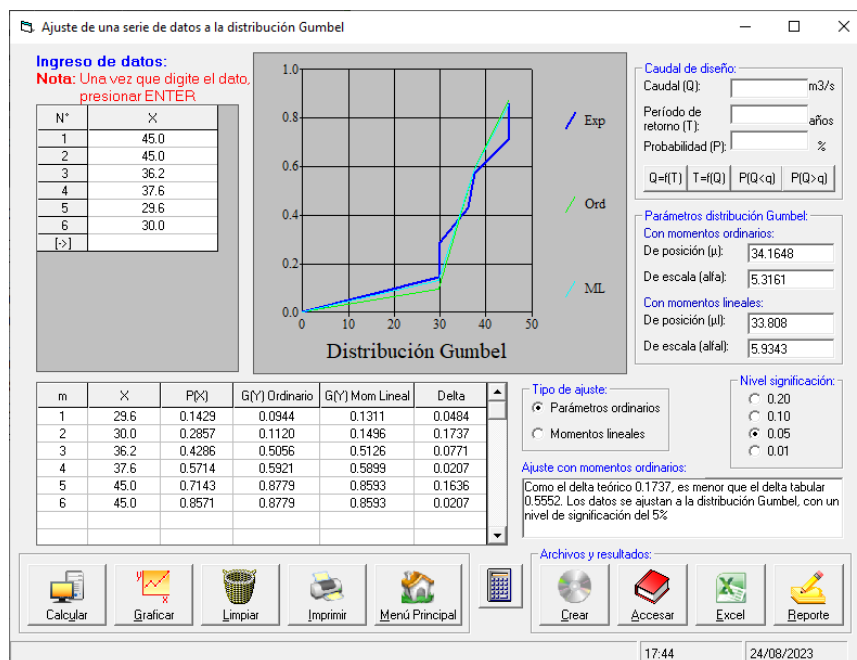 Ajuste de una serie de datos a la distribución Gumbel
Ingreso de datos:
Nota: Una vez que digite el dato,
presionar ENTER
N° X
1 45.0
2 45.0
3 36.2
4 37.6
5 29.6
6 30.0
[->]
1.0
0.8
0.6
0.4
0.2
0.0
0 10 20 30 40 50
Distribución Gumbel
Exp
Ord
ML
Caudal de diseño:
Caudal (Q): m3/s
Período de
retorno (T): años
Probabilidad (P): %
Q=f(T) T=f(Q) P(Q<q) P(Q>q)
Parámetros distribución Gumbel:
Con momentos ordinarios:
De posición (µ): 34.1648
De escala (alfa): 5.3161
Con momentos lineales:
De posición (µl): 33.808
De escala (alfal): 5.9343
m X P(X) G(Y) Ordinario G(Y) Mom Lineal Delta
1 29.6 0.1429 0.0944 0.1311 0.0484
2 30.0 0.2857 0.1120 0.1496 0.1737
3 36.2 0.4286 0.5056 0.5126 0.0771
4 37.6 0.5714 0.5921 0.5899 0.0207
5 45.0 0.7143 0.8779 0.8593 0.1636
6 45.0 0.8571 0.8779 0.8593 0.0207
Tipo de ajuste:
Parámetros ordinarios
Momentos lineales
Nivel significación:
0.20
0.10
0.05
0.01
Ajuste con momentos ordinarios:
Como el delta teórico 0.1737, es menor que el delta tabular
0.5552. Los datos se ajustan a la distribución Gumbel, con un
nivel de significación del 5%
Calcular
Graficar
Limpiar
Imprimir
Menú Principal
Archivos y resultados:
Crear
Accesar
Excel
Reporte
17:44 24/08/2023